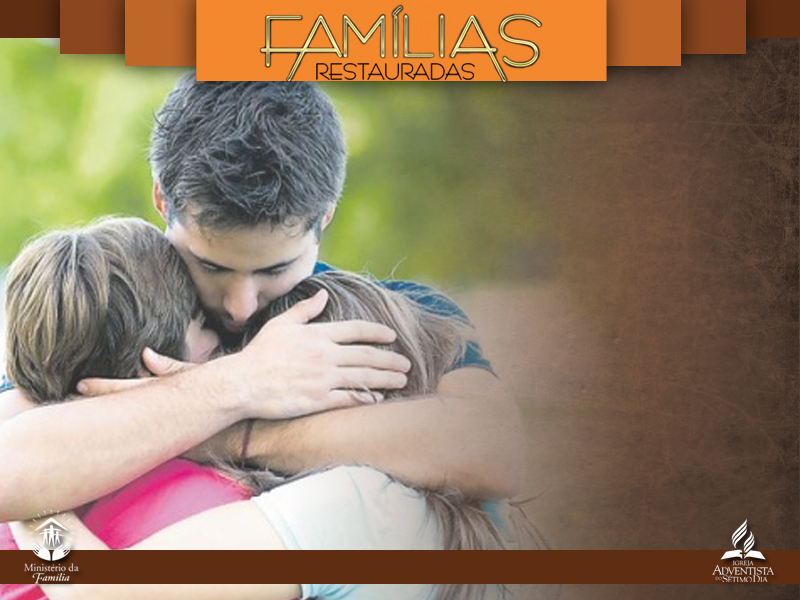 FAMÍLIAS
RESTAURADAS
Ministério da
Família
IGREJA
ADVENTISTA
DO SÉTIMO DIA